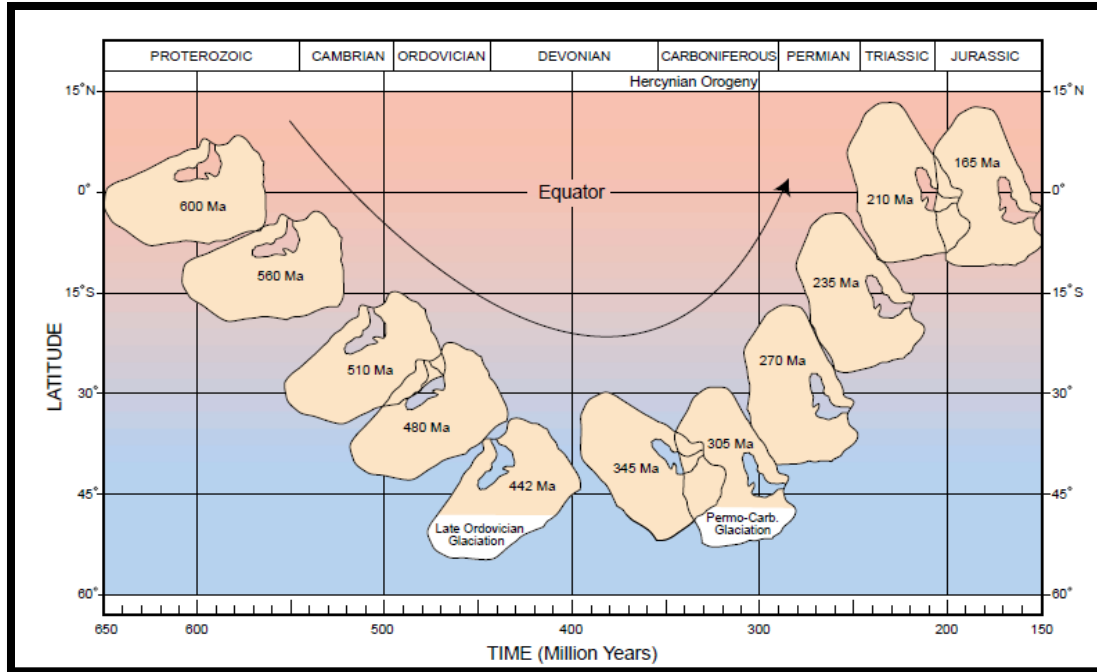 PROTEROZOIC CAMBRIAN ORDOVICIAN DEVONIAN CARBONIFEROUS PERMIAN TRIASSIC JURASSIC
Hercynian Orogeny
15°N 15°N
165 Ma
0° Equator 0°
600 Ma 210 Ma
560 Ma
235 Ma
15°S 15°S
LATITUDE
510 Ma 270 Ma
30° 30°
480 Ma
305 Ma
345 Ma
442 Ma
45° 45°
Late Ordovician
Glaciation
Permo-Carb.
Glaciation
60° 60°
650 600 500 400 300 200 150
TIME (Million Years)